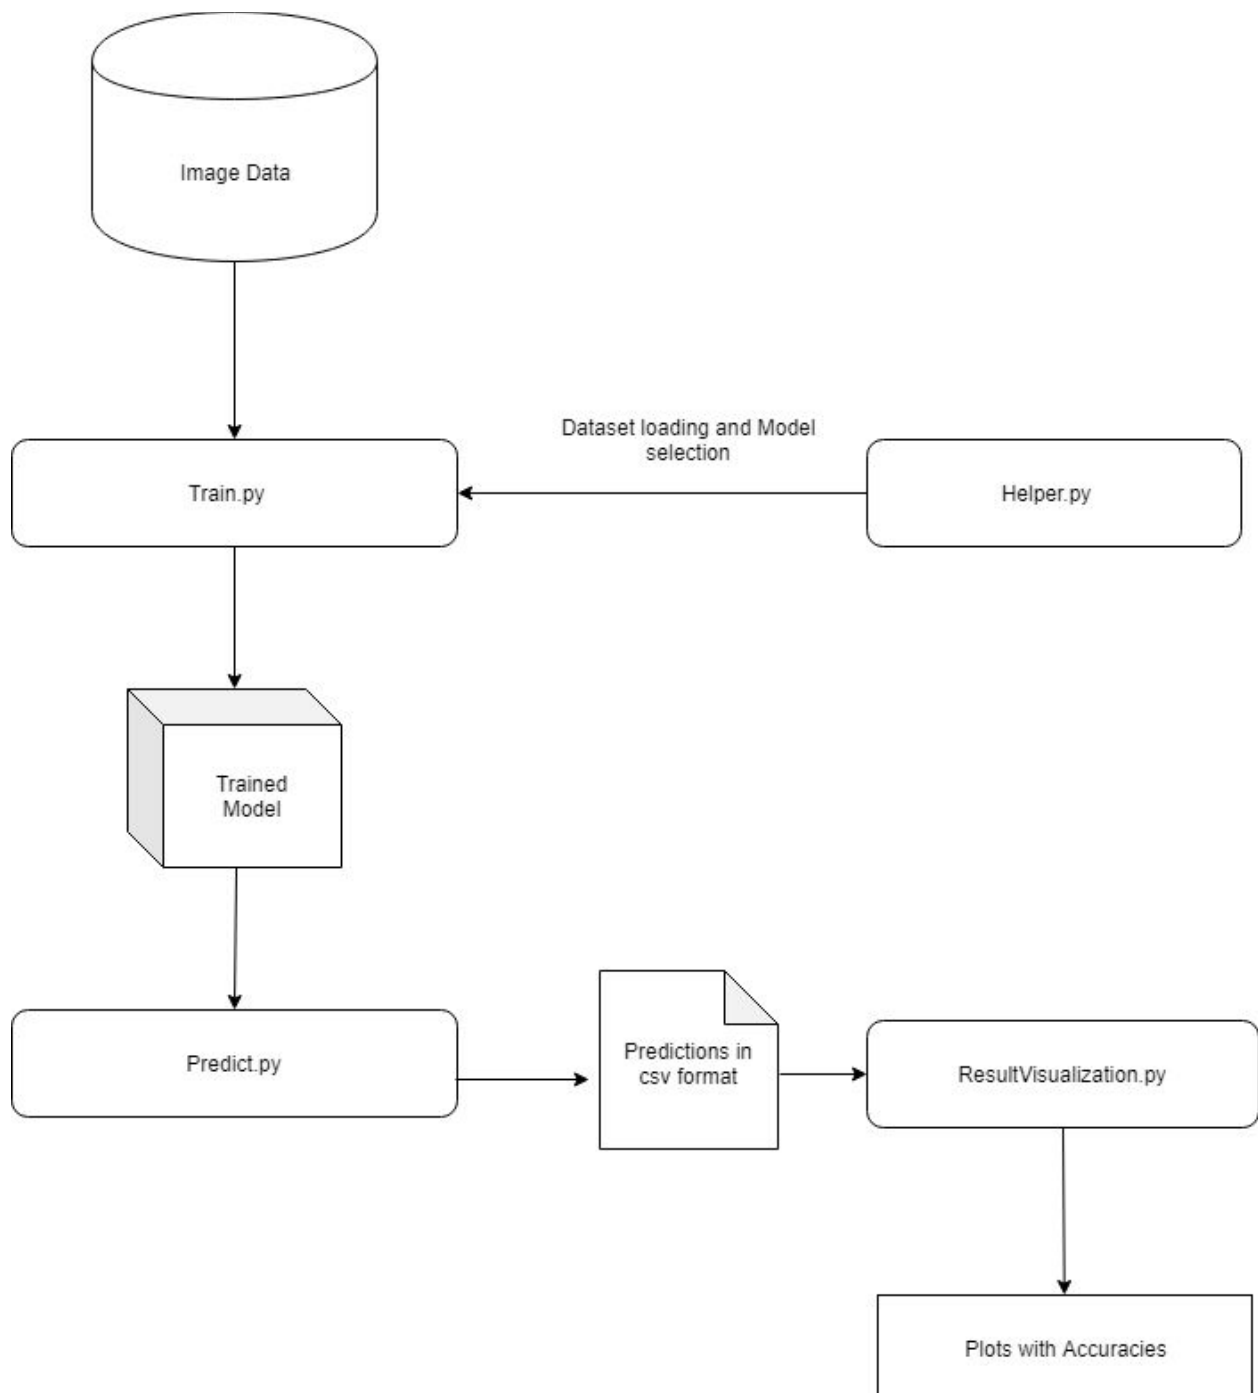 Image Data
Dataset loading and Model
selection
Train.py
Helper.py
Trained
Model
Predict.py
Predictions in
csv format
ResultVisualization.py
Plots with Accuracies